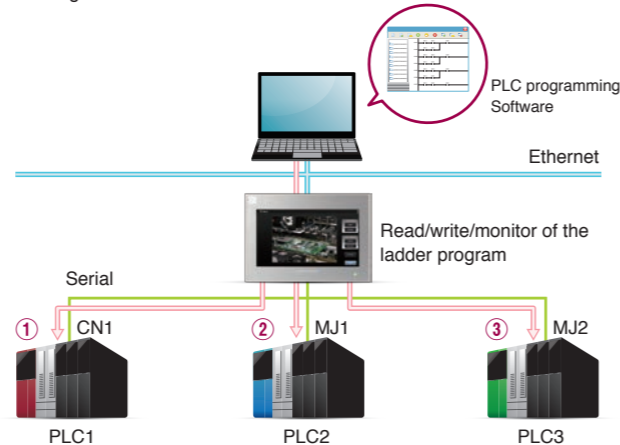 PLC programming
Software
Ethernet
Read/write/monitor of the
ladder program
Serial
① CN1
② MJ1
③ MJ2
PLC1
PLC2
PLC3